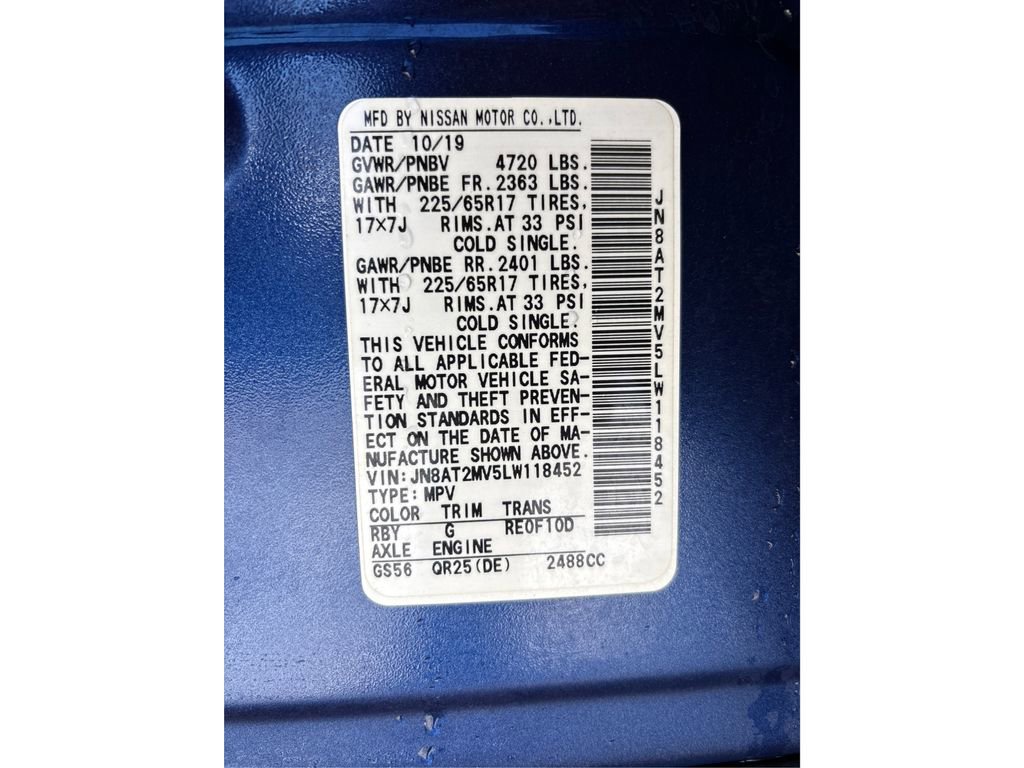 MFD BY NISSAN MOTOR CO.,LTD.
DATE 10/19
GVWR/PNBV 4720 LBS.
GAWR/PNBE FR. 2363 LBS.
WITH 225/65R17 TIRES,
17×7J RIMS.AT 33 PSI
COLD SINGLE.
GAWR/PNBE RR. 2401 LBS.
WITH 225/65R17 TIRES,
17×7J RIMS.AT 33 PSI
COLD SINGLE.
THIS VEHICLE CONFORMS
TO ALL APPLICABLE FED-
ERAL MOTOR VEHICLE SA-
FETY AND THEFT PREVEN-
TION STANDARDS IN EFF-
ECT ON THE DATE OF MA-
NUFACTURE SHOWN ABOVE.
VIN:JN8AT2MV5LW118452
TYPE:MPV
COLOR TRIM TRANS
RBY G RE0F10D
AXLE ENGINE
GS56 QR25(DE) 2488CC
JN8AT2MV5LW118452